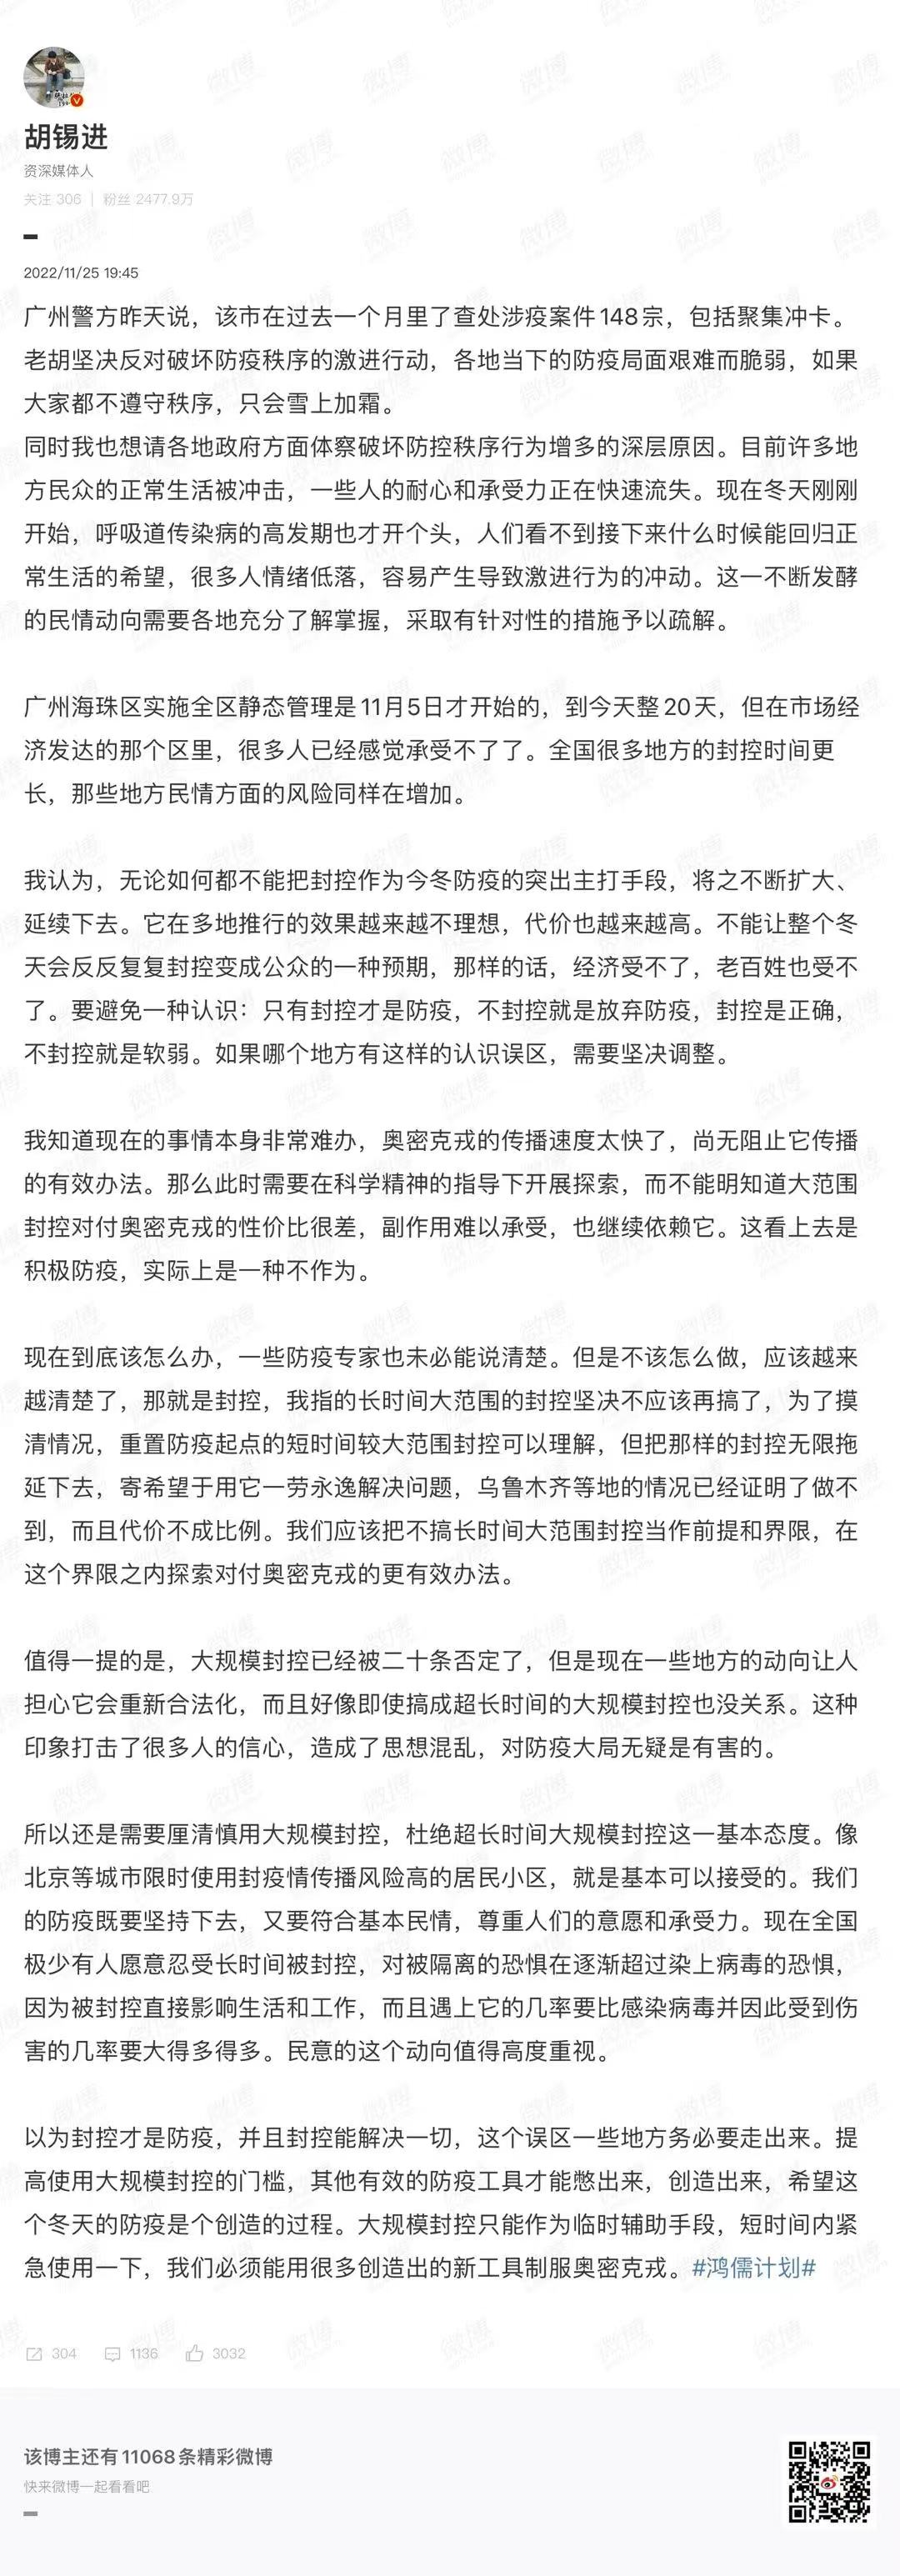 胡锡进
资深媒体人
关注 306 | 粉丝 2477.9万
2022/11/25 19:45
广州警方昨天说，该市在过去一个月里了查处涉疫案件148宗，包括聚集冲卡。
老胡坚决反对破坏防疫秩序的激进行动，各地当下的防疫局面艰难而脆弱，如果
大家都不遵守秩序，只会雪上加霜。
同时我也想请各地政府方面体察破坏防控秩序行为增多的深层原因。目前许多地
方民众的正常生活被冲击，一些人的耐心和承受力正在快速流失。现在冬天刚刚
开始，呼吸道传染病的高发期也才开个头，人们看不到接下来什么时候能回归正
常生活的希望，很多人情绪低落，容易产生导致激进行为的冲动。这一不断发酵
的民情动向需要各地充分了解掌握，采取有针对性的措施予以疏解。
广州海珠区实施全区静态管理是11月5日才开始的，到今天整20天，但在市场经
济发达的那个区里，很多人已经感觉承受不了了。全国很多地方的封控时间更
长，那些地方民情方面的风险同样在增加。
我认为，无论如何都不能把封控作为今冬防疫的突出主打手段，将之不断扩大、
延续下去。它在多地推行的效果越来越不理想，代价也越来越高。不能让整个冬
天会反反复复封控变成公众的一种预期，那样的话，经济受不了，老百姓也受不
了。要避免一种认识：只有封控才是防疫，不封控就是放弃防疫，封控是正确，
不封控就是软弱。如果哪个地方有这样的认识误区，需要坚决调整。
我知道现在的事情本身非常难办，奥密克戎的传播速度太快了，尚无阻止它传播
的有效办法。那么此时需要在科学精神的指导下开展探索，而不能明知道大范围
封控对付奥密克戎的性价比很差，副作用难以承受，也继续依赖它。这看上去是
积极防疫，实际上是一种不作为。
现在到底该怎么办，一些防疫专家也未必能说清楚。但是不该怎么做，应该越来
越清楚了，那就是封控，我指的长时间大范围的封控坚决不应该再搞了，为了摸
清情况，重置防疫起点的短时间较大范围封控可以理解，但把那样的封控无限拖
延下去，寄希望于用它一劳永逸解决问题，乌鲁木齐等地的情况已经证明了做不
到，而且代价不成比例。我们应该把不搞长时间大范围封控当作前提和界限，在
这个界限之内探索对付奥密克戎的更有效办法。
值得一提的是，大规模封控已经被二十条否定了，但是现在一些地方的动向让人
担心它会重新合法化，而且好像即使搞成超长时间的大规模封控也没关系。这种
印象打击了很多人的信心，造成了思想混乱，对防疫大局无疑是有害的。
所以还是需要厘清慎用大规模封控，杜绝超长时间大规模封控这一基本态度。像
北京等城市限时使用封疫情传播风险高的居民小区，就是基本可以接受的。我们
的防疫既要坚持下去，又要符合基本民情，尊重人们的意愿和承受力。现在全国
极少有人愿意忍受长时间被封控，对被隔离的恐惧在逐渐超过染上病毒的恐惧，
因为被封控直接影响生活和工作，而且遇上它的几率要比感染病毒并因此受到伤
害的几率要大得多得多。民意的这个动向值得高度重视。
以为封控才是防疫，并且封控能解决一切，这个误区一些地方务必要走出来。提
高使用大规模封控的门槛，其他有效的防疫工具才能憋出来，创造出来，希望这
个冬天的防疫是个创造的过程。大规模封控只能作为临时辅助手段，短时间内紧
急使用一下，我们必须能用很多创造出的新工具制服奥密克戎。#鸿儒计划#
304 1136 3032
该博主还有11068条精彩微博
快来微博一起看看吧